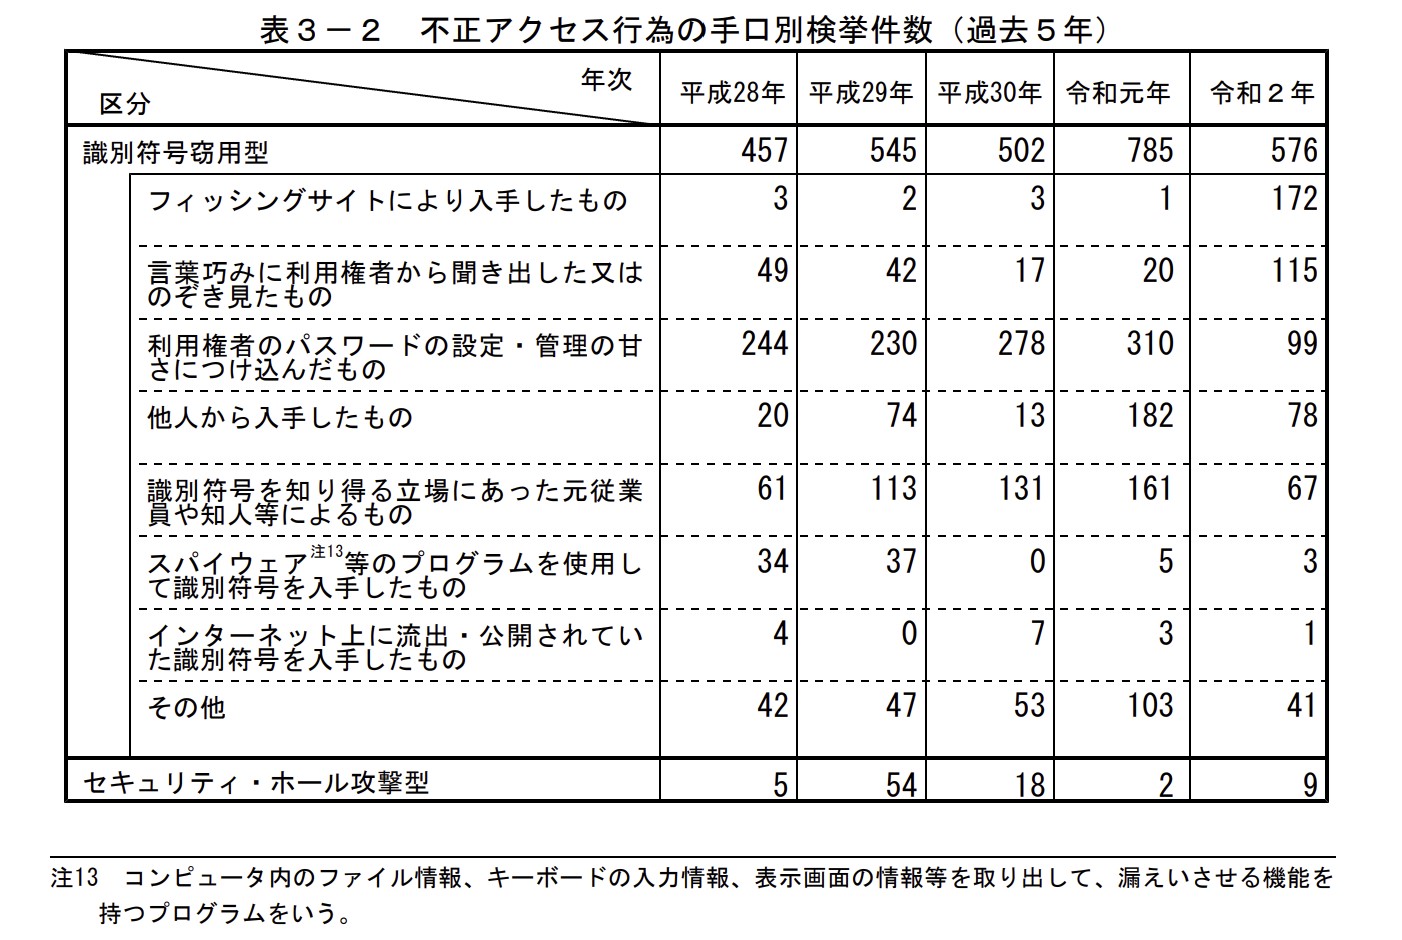 表３－２　不正アクセス行為の手口別検挙件数（過去５年）
年次
区分
平成28年 平成29年 平成30年 令和元年 令和２年
識別符号窃用型 457 545 502 785 576
フィッシングサイトにより入手したもの 3 2 3 1 172
言葉巧みに利用権者から聞き出した又は
のぞき見たもの 49 42 17 20 115
利用権者のパスワードの設定・管理の甘
さにつけ込んだもの 244 230 278 310 99
他人から入手したもの 20 74 13 182 78
識別符号を知り得る立場にあった元従業
員や知人等によるもの 61 113 131 161 67
スパイウェア注13等のプログラムを使用し
て識別符号を入手したもの 34 37 0 5 3
インターネット上に流出・公開されてい
た識別符号を入手したもの 4 0 7 3 1
その他 42 47 53 103 41
セキュリティ・ホール攻撃型 5 54 18 2 9
注13　コンピュータ内のファイル情報、キーボードの入力情報、表示画面の情報等を取り出して、漏えいさせる機能を
持つプログラムをいう。